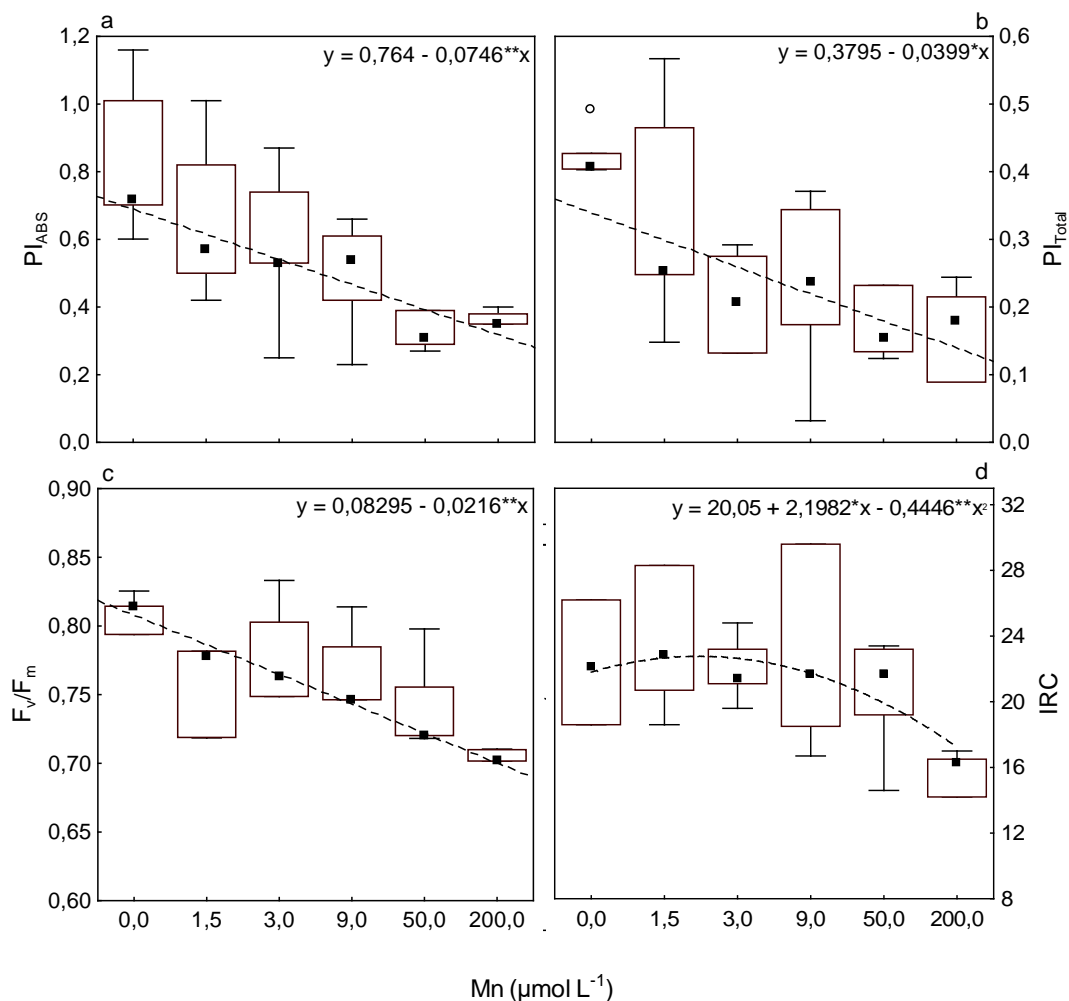 a
y = 0,764 - 0,0746**x
1,2
1,0
0,8
0,6
0,4
0,2
0,0
PI_ABS
b
y = 0,3795 - 0,0399*x
0,6
0,5
0,4
0,3
0,2
0,1
0,0
PI_Total
c
y = 0,08295 - 0,0216**x
0,90
0,85
0,80
0,75
0,70
0,65
0,60
F_v/F_m
0,0 1,5 3,0 9,0 50,0 200,0
d
y = 20,05 + 2,1982*x - 0,4446**x²
32
28
24
20
16
12
8
IRC
0,0 1,5 3,0 9,0 50,0 200,0
Mn (µmol L⁻¹)